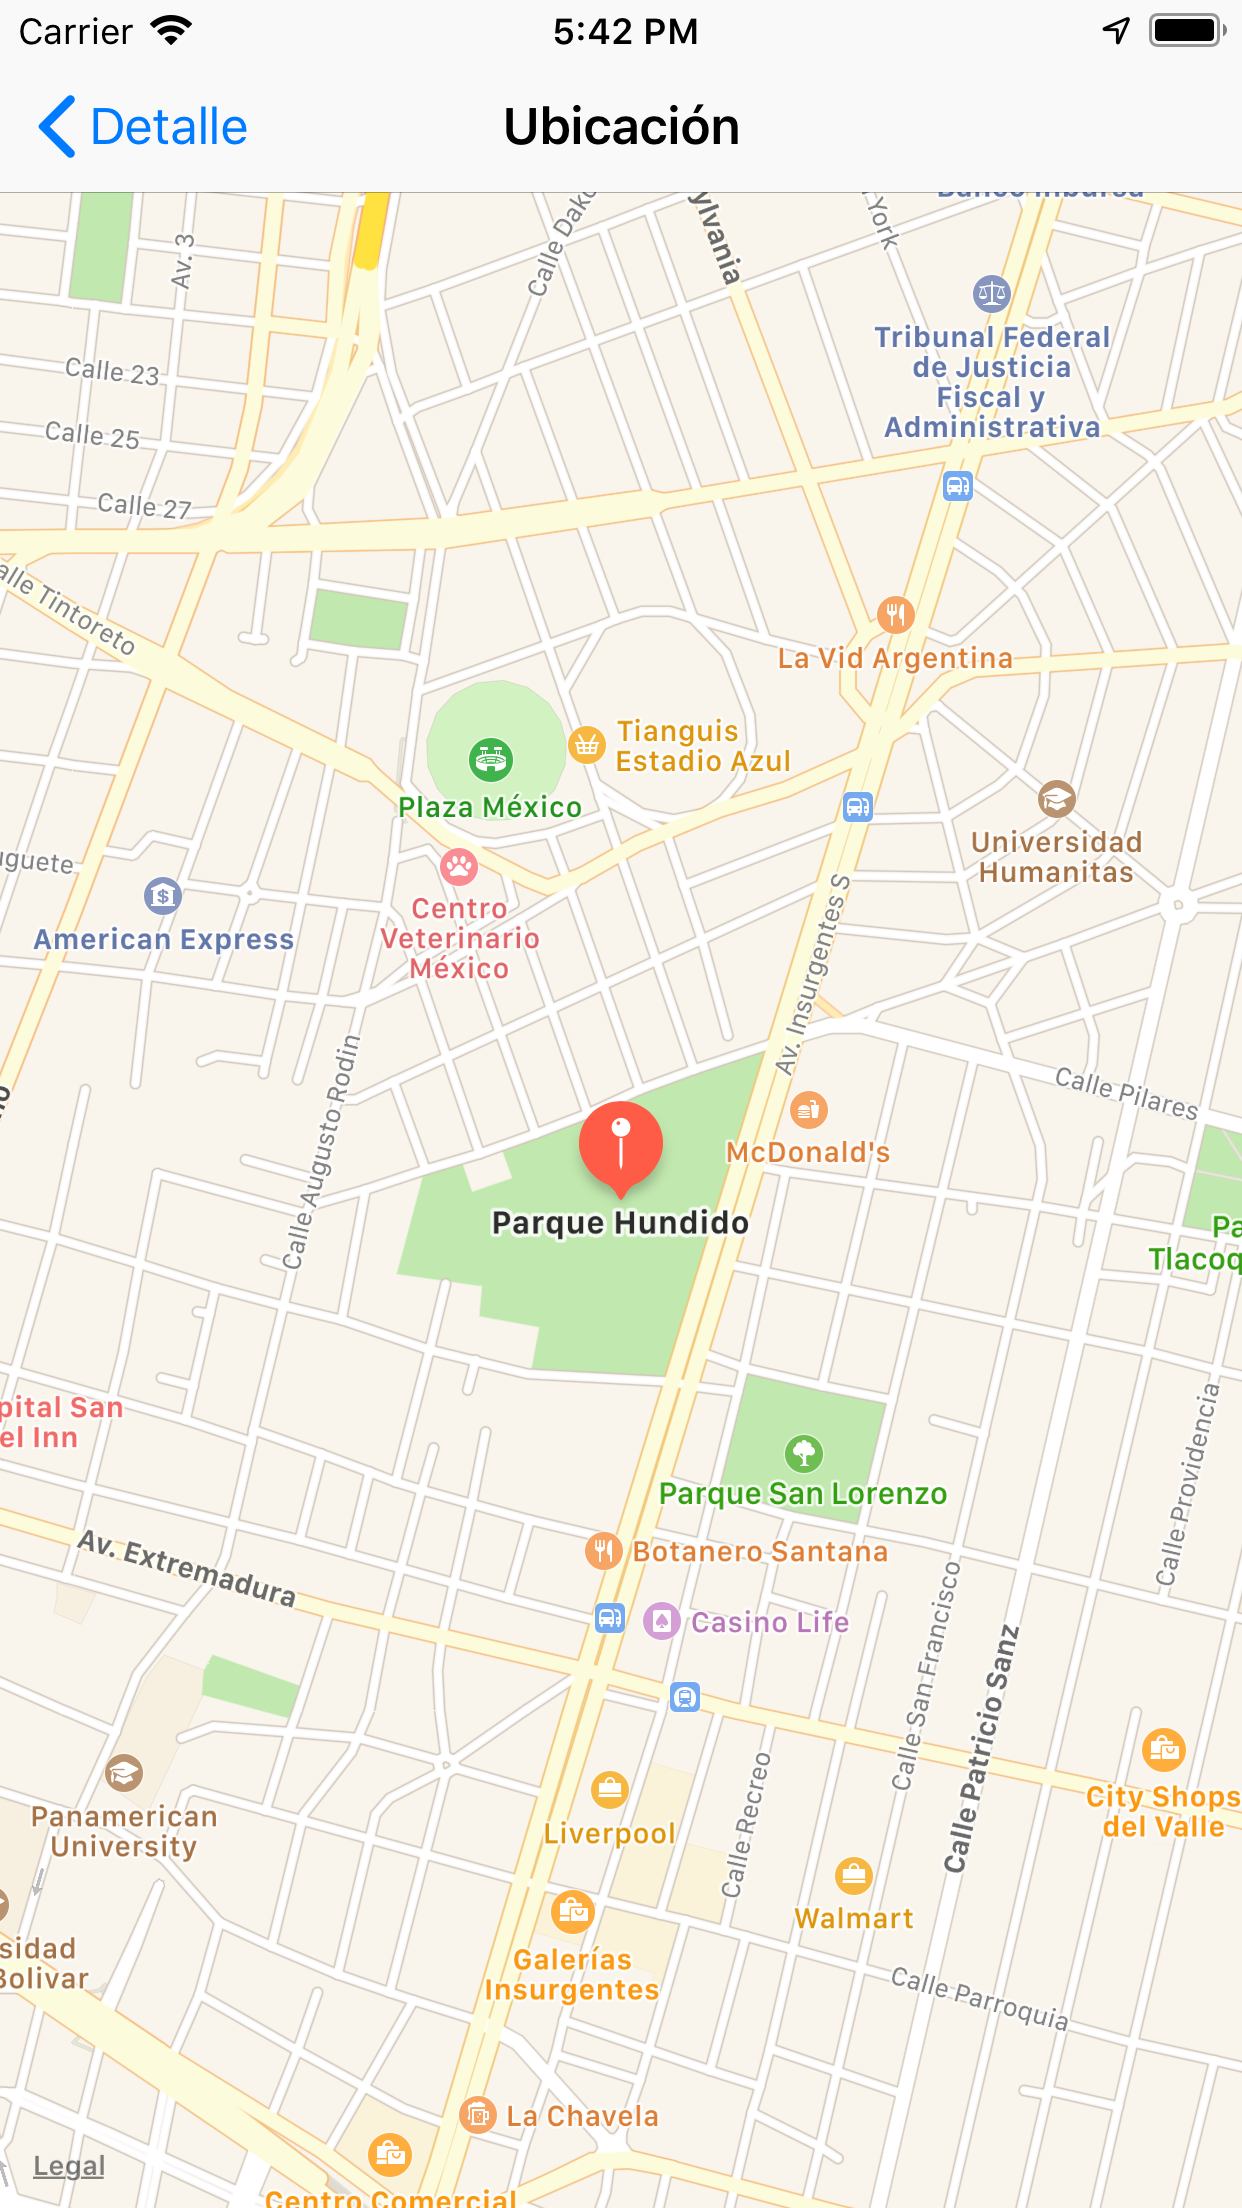 Carrier
5:42 PM
Detalle
Ubicación
Av. 3
Calle Dako
ylvania
York
Banco Inbursa
Tribunal Federal
de Justicia
Fiscal y
Administrativa
Calle 23
Calle 25
Calle 27
alle Tintoreto
La Vid Argentina
Tianguis
Estadio Azul
Plaza México
Universidad
Humanitas
uguete
American Express
Centro
Veterinario
México
Av. Insurgentes S
Calle Augusto Rodin
Calle Pilares
McDonald's
Parque Hundido
Pa
Tlacoq
pital San
el Inn
Calle Providencia
Parque San Lorenzo
Av. Extremadura
Botanero Santana
Casino Life
Calle San Francisco
Calle Patricio Sanz
Calle Recreo
City Shops
del Valle
Panamerican
University
Liverpool
Walmart
sidad
Bolivar
Galerías
Insurgentes
Calle Parroquia
La Chavela
Legal
Centro Comercial